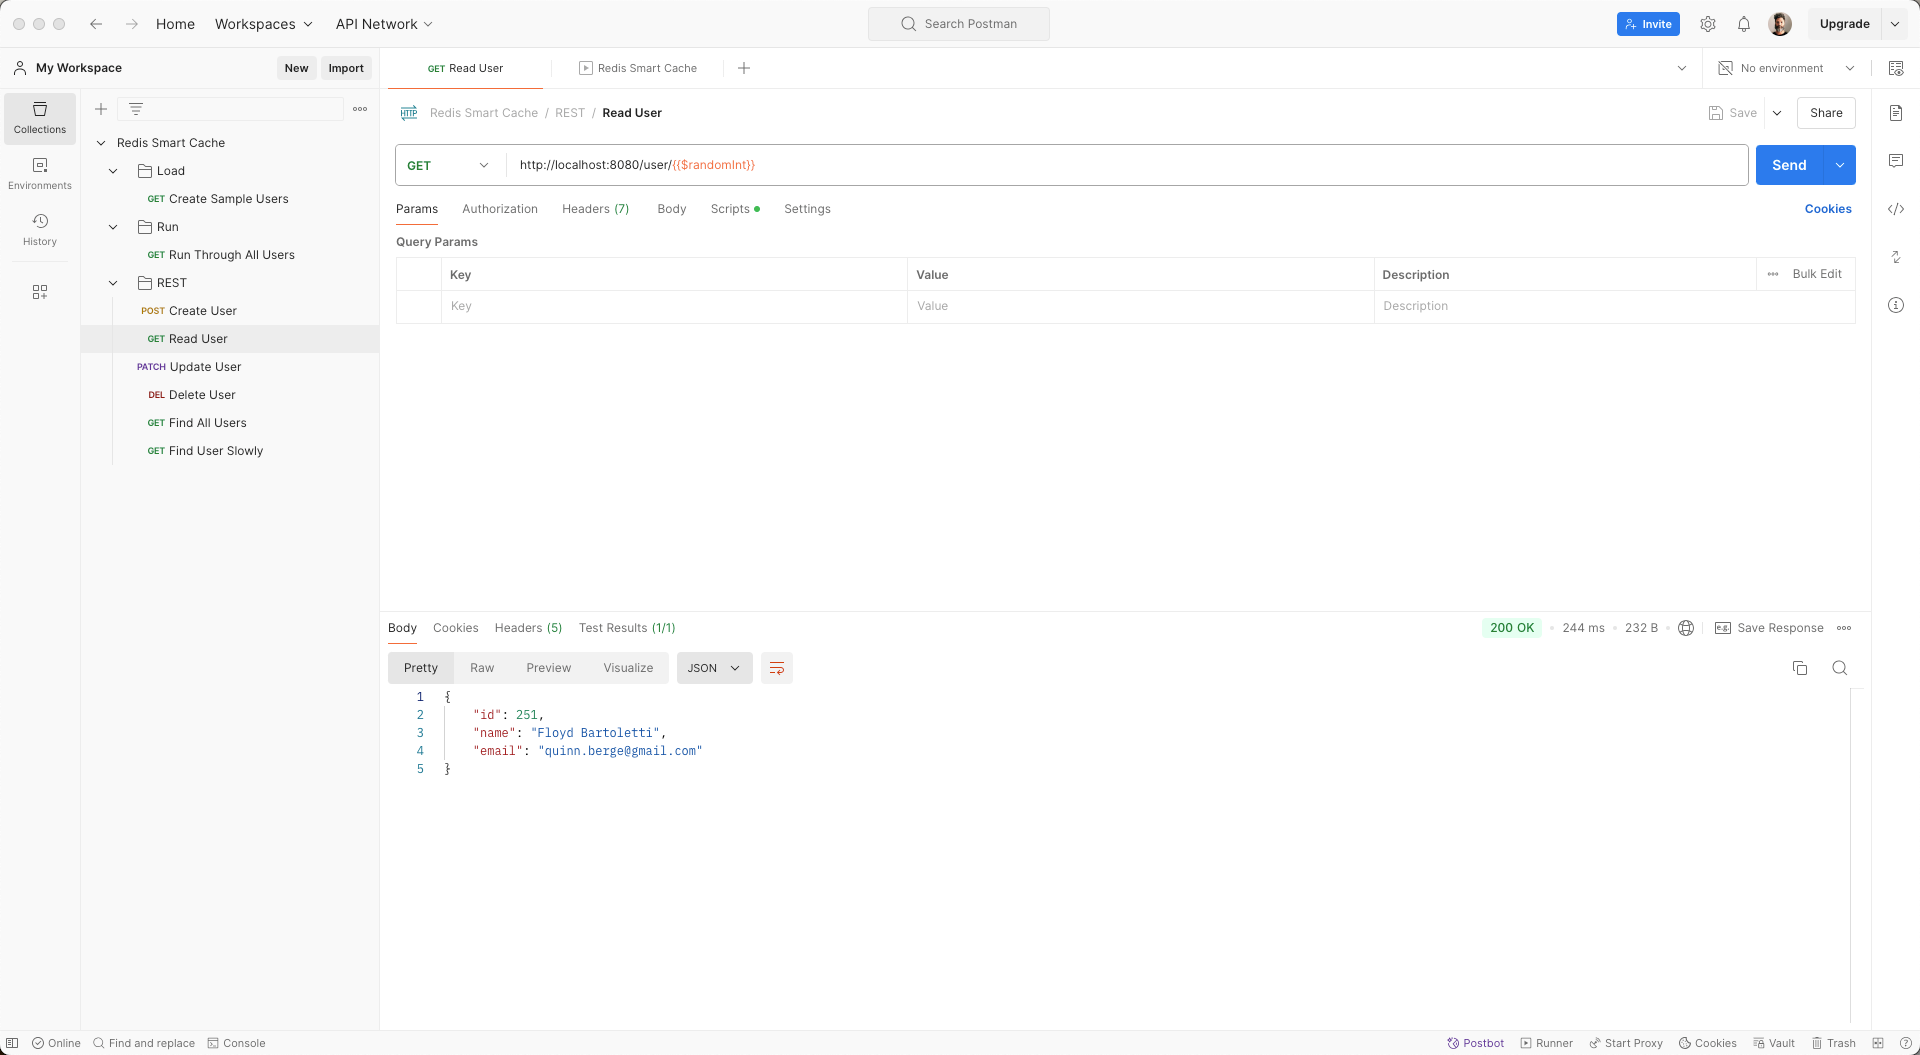 Home Workspaces API Network Search Postman Invite Upgrade
My Workspace New Import GET Read User Redis Smart Cache No environment
Collections
Environments
History
Redis Smart Cache
Load
GET Create Sample Users
Run
GET Run Through All Users
REST
POST Create User
GET Read User
PATCH Update User
DEL Delete User
GET Find All Users
GET Find User Slowly
HTTP Redis Smart Cache / REST / Read User Save Share
GET http://localhost:8080/user/{{$randomInt}} Send
Params Authorization Headers (7) Body Scripts Settings Cookies
Query Params
Key Value Description Bulk Edit
Key Value Description
Body Cookies Headers (5) Test Results (1/1) 200 OK 244 ms 232 B e.g. Save Response
Pretty Raw Preview Visualize JSON
1 {
2 "id": 251,
3 "name": "Floyd Bartoletti",
4 "email": "quinn.berge@gmail.com"
5 }
Online Find and replace Console Postbot Runner Start Proxy Cookies Vault Trash